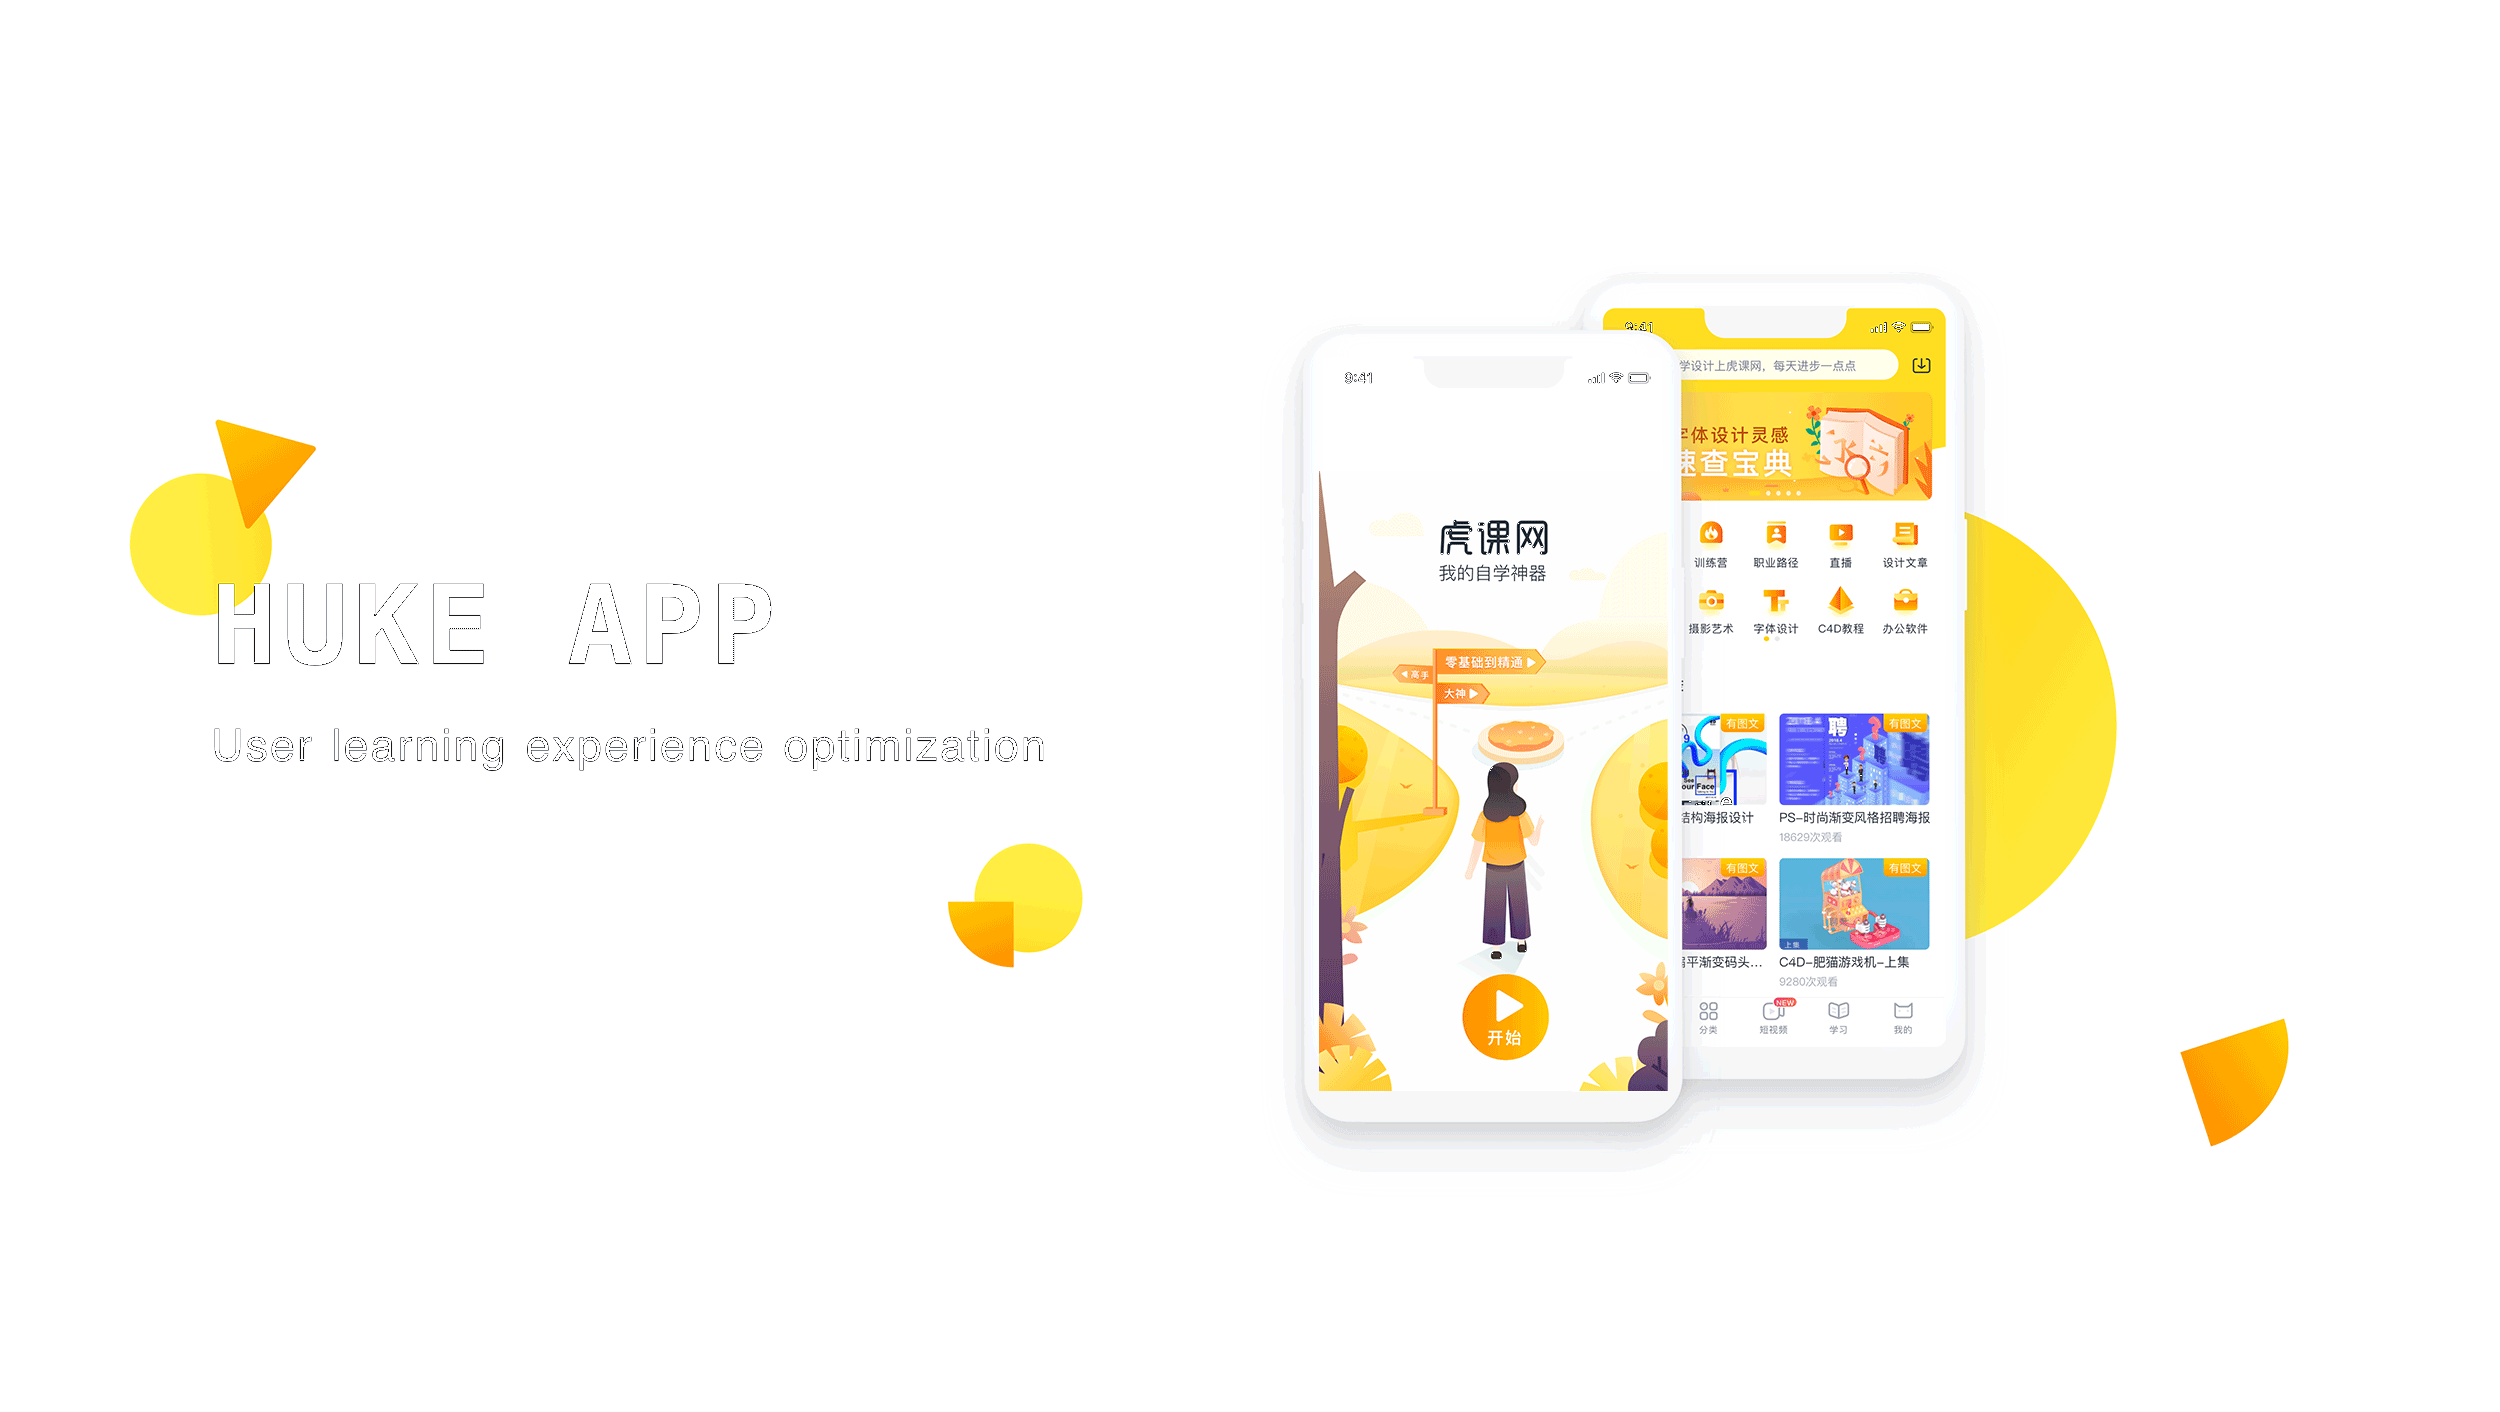 HUKE APP
User learning experience optimization
9:41
虎课网
我的自学神器
零基础到精通
高手
大神
开始
9:41
学设计上虎课网，每天进步一点点
字体设计灵感
速查宝典
训练营 职业路径 直播 设计文章
摄影艺术 字体设计 C4D教程 办公软件
有图文 有图文
See
our Face
聘
结构海报设计 PS-时尚渐变风格招聘海报
18629次观看
有图文 有图文
上集
平渐变码头... C4D-肥猫游戏机-上集
9280次观看
NEW
分类 短视频 学习 我的